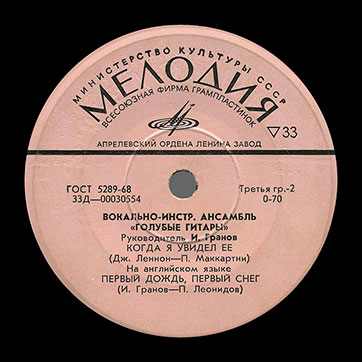 МИНИСТЕРСТВО КУЛЬТУРЫ СССР
МЕЛОДИЯ
ВСЕСОЮЗНАЯ ФИРМА ГРАМПЛАСТИНОК
▽33
АПРЕЛЕВСКИЙ ОРДЕНА ЛЕНИНА ЗАВОД
ГОСТ 5289-68
Третья гр.-2
33Д—00030554
0-70
ВОКАЛЬНО-ИНСТР. АНСАМБЛЬ
«ГОЛУБЫЕ ГИТАРЫ»
Руководитель И. Гранов
КОГДА Я УВИДЕЛ ЕЕ
(Дж. Леннон—П. Маккартни)
На английском языке
ПЕРВЫЙ ДОЖДЬ, ПЕРВЫЙ СНЕГ
(И. Гранов—П. Леонидов)